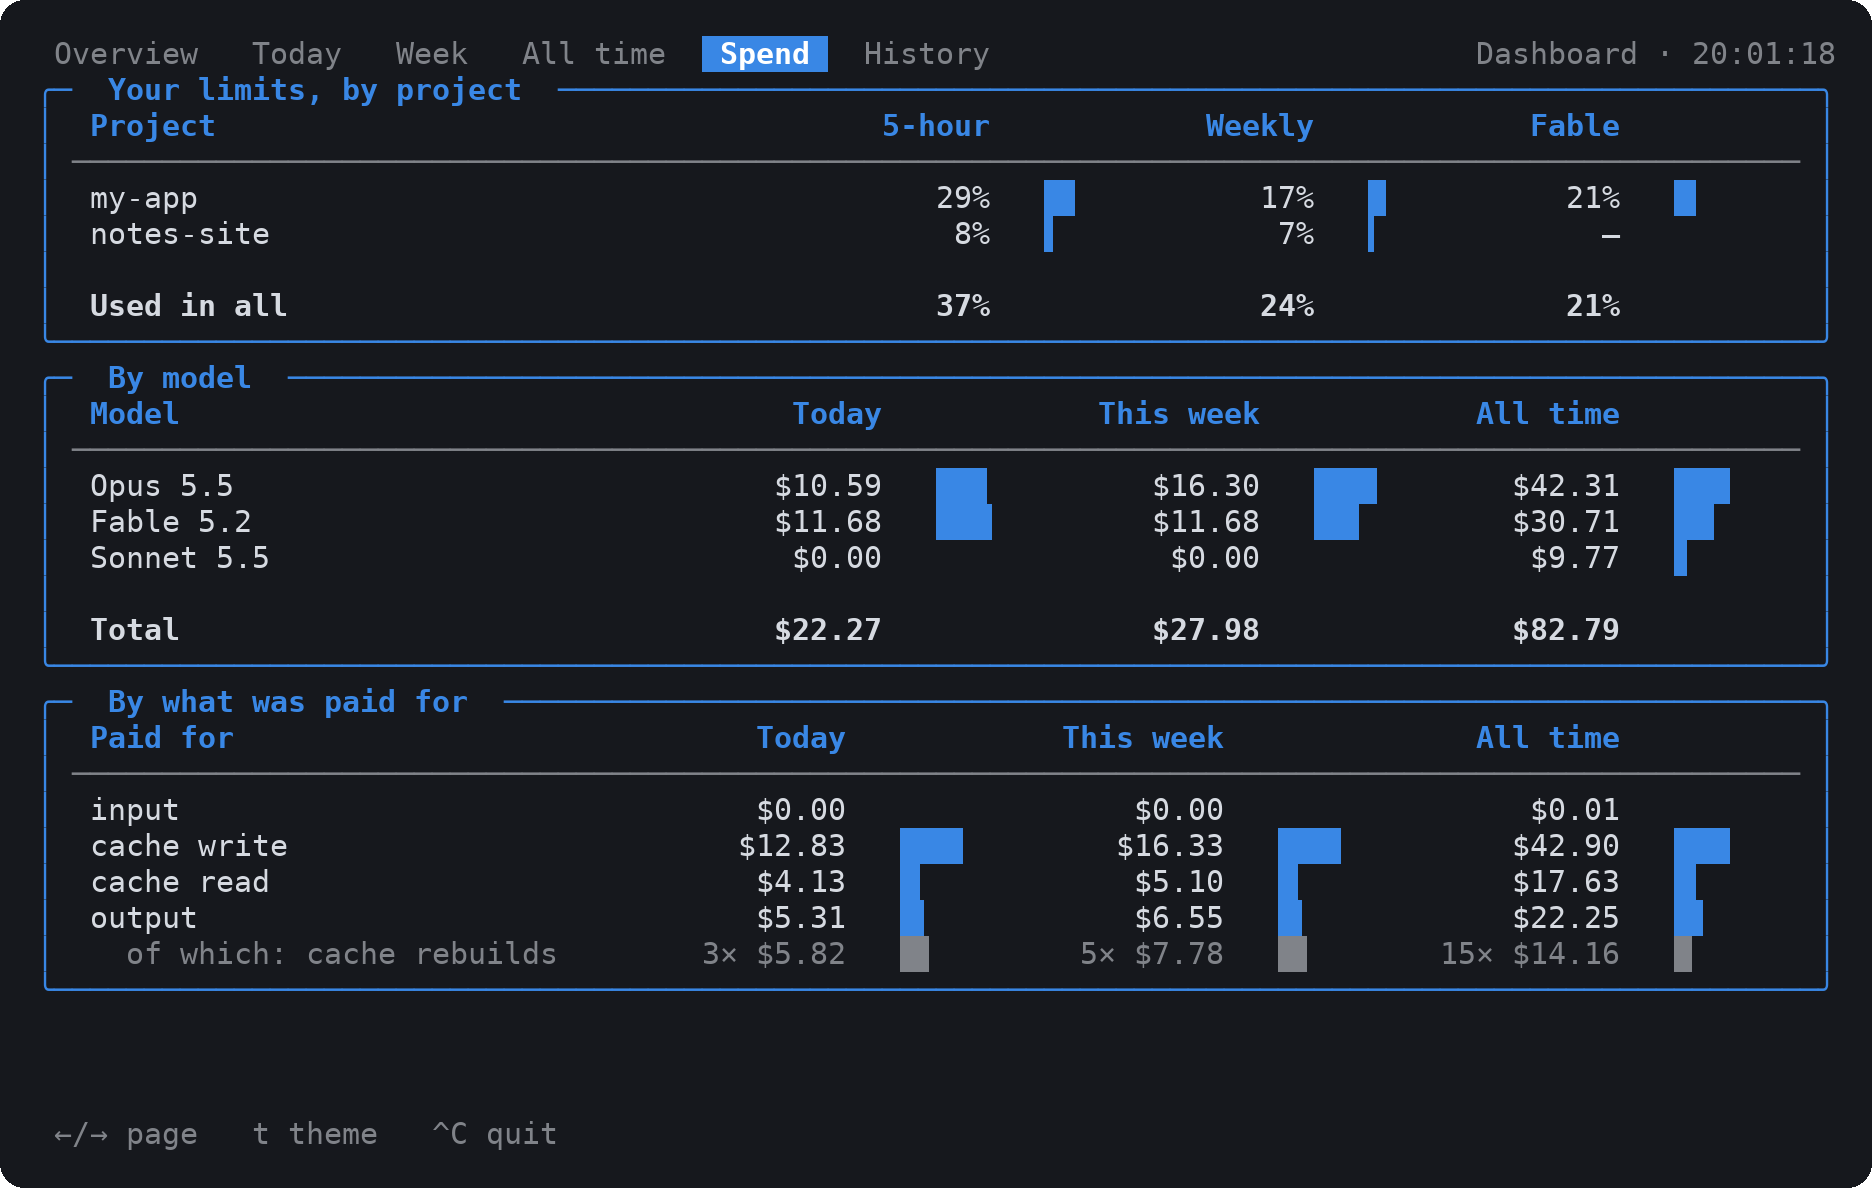 Overview Today Week All time Spend History Dashboard · 20:01:18
Your limits, by project
Project 5-hour Weekly Fable
my-app 29% 17% 21%
notes-site 8% 7% —
Used in all 37% 24% 21%
By model
Model Today This week All time
Opus 5.5 $10.59 $16.30 $42.31
Fable 5.2 $11.68 $11.68 $30.71
Sonnet 5.5 $0.00 $0.00 $9.77
Total $22.27 $27.98 $82.79
By what was paid for
Paid for Today This week All time
input $0.00 $0.00 $0.01
cache write $12.83 $16.33 $42.90
cache read $4.13 $5.10 $17.63
output $5.31 $6.55 $22.25
of which: cache rebuilds 3× $5.82 5× $7.78 15× $14.16
←/→ page t theme ^C quit